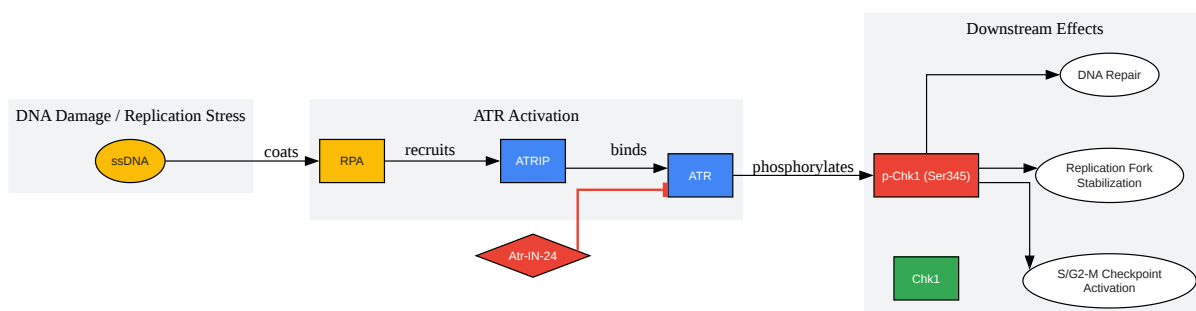 DNA Damage / Replication Stress
ssDNA
coats
ATR Activation
RPA
recruits
ATRIP
binds
ATR
Atr-IN-24
phosphorylates
Downstream Effects
DNA Repair
p-Chk1 (Ser345)
Replication Fork
Stabilization
Chk1
S/G2-M Checkpoint
Activation